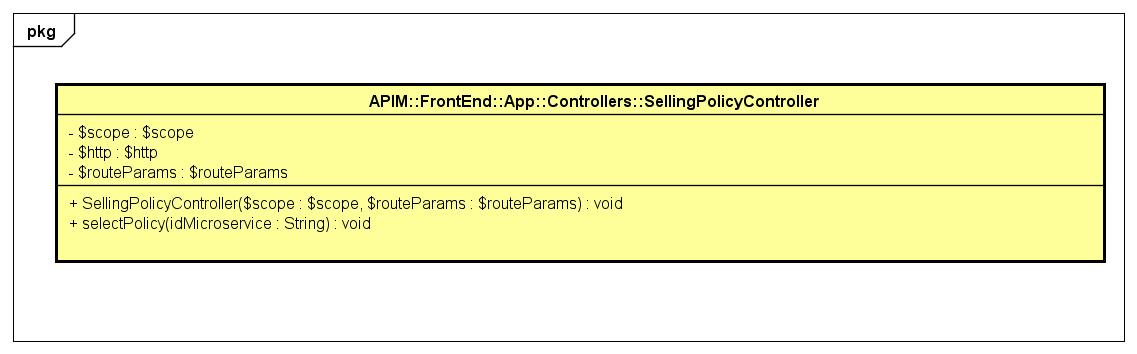 pkg
APIM::FrontEnd::App::Controllers::SellingPolicyController
- $scope : $scope
- $http : $http
- $routeParams : $routeParams
+ SellingPolicyController($scope : $scope, $routeParams : $routeParams) : void
+ selectPolicy(idMicroservice : String) : void